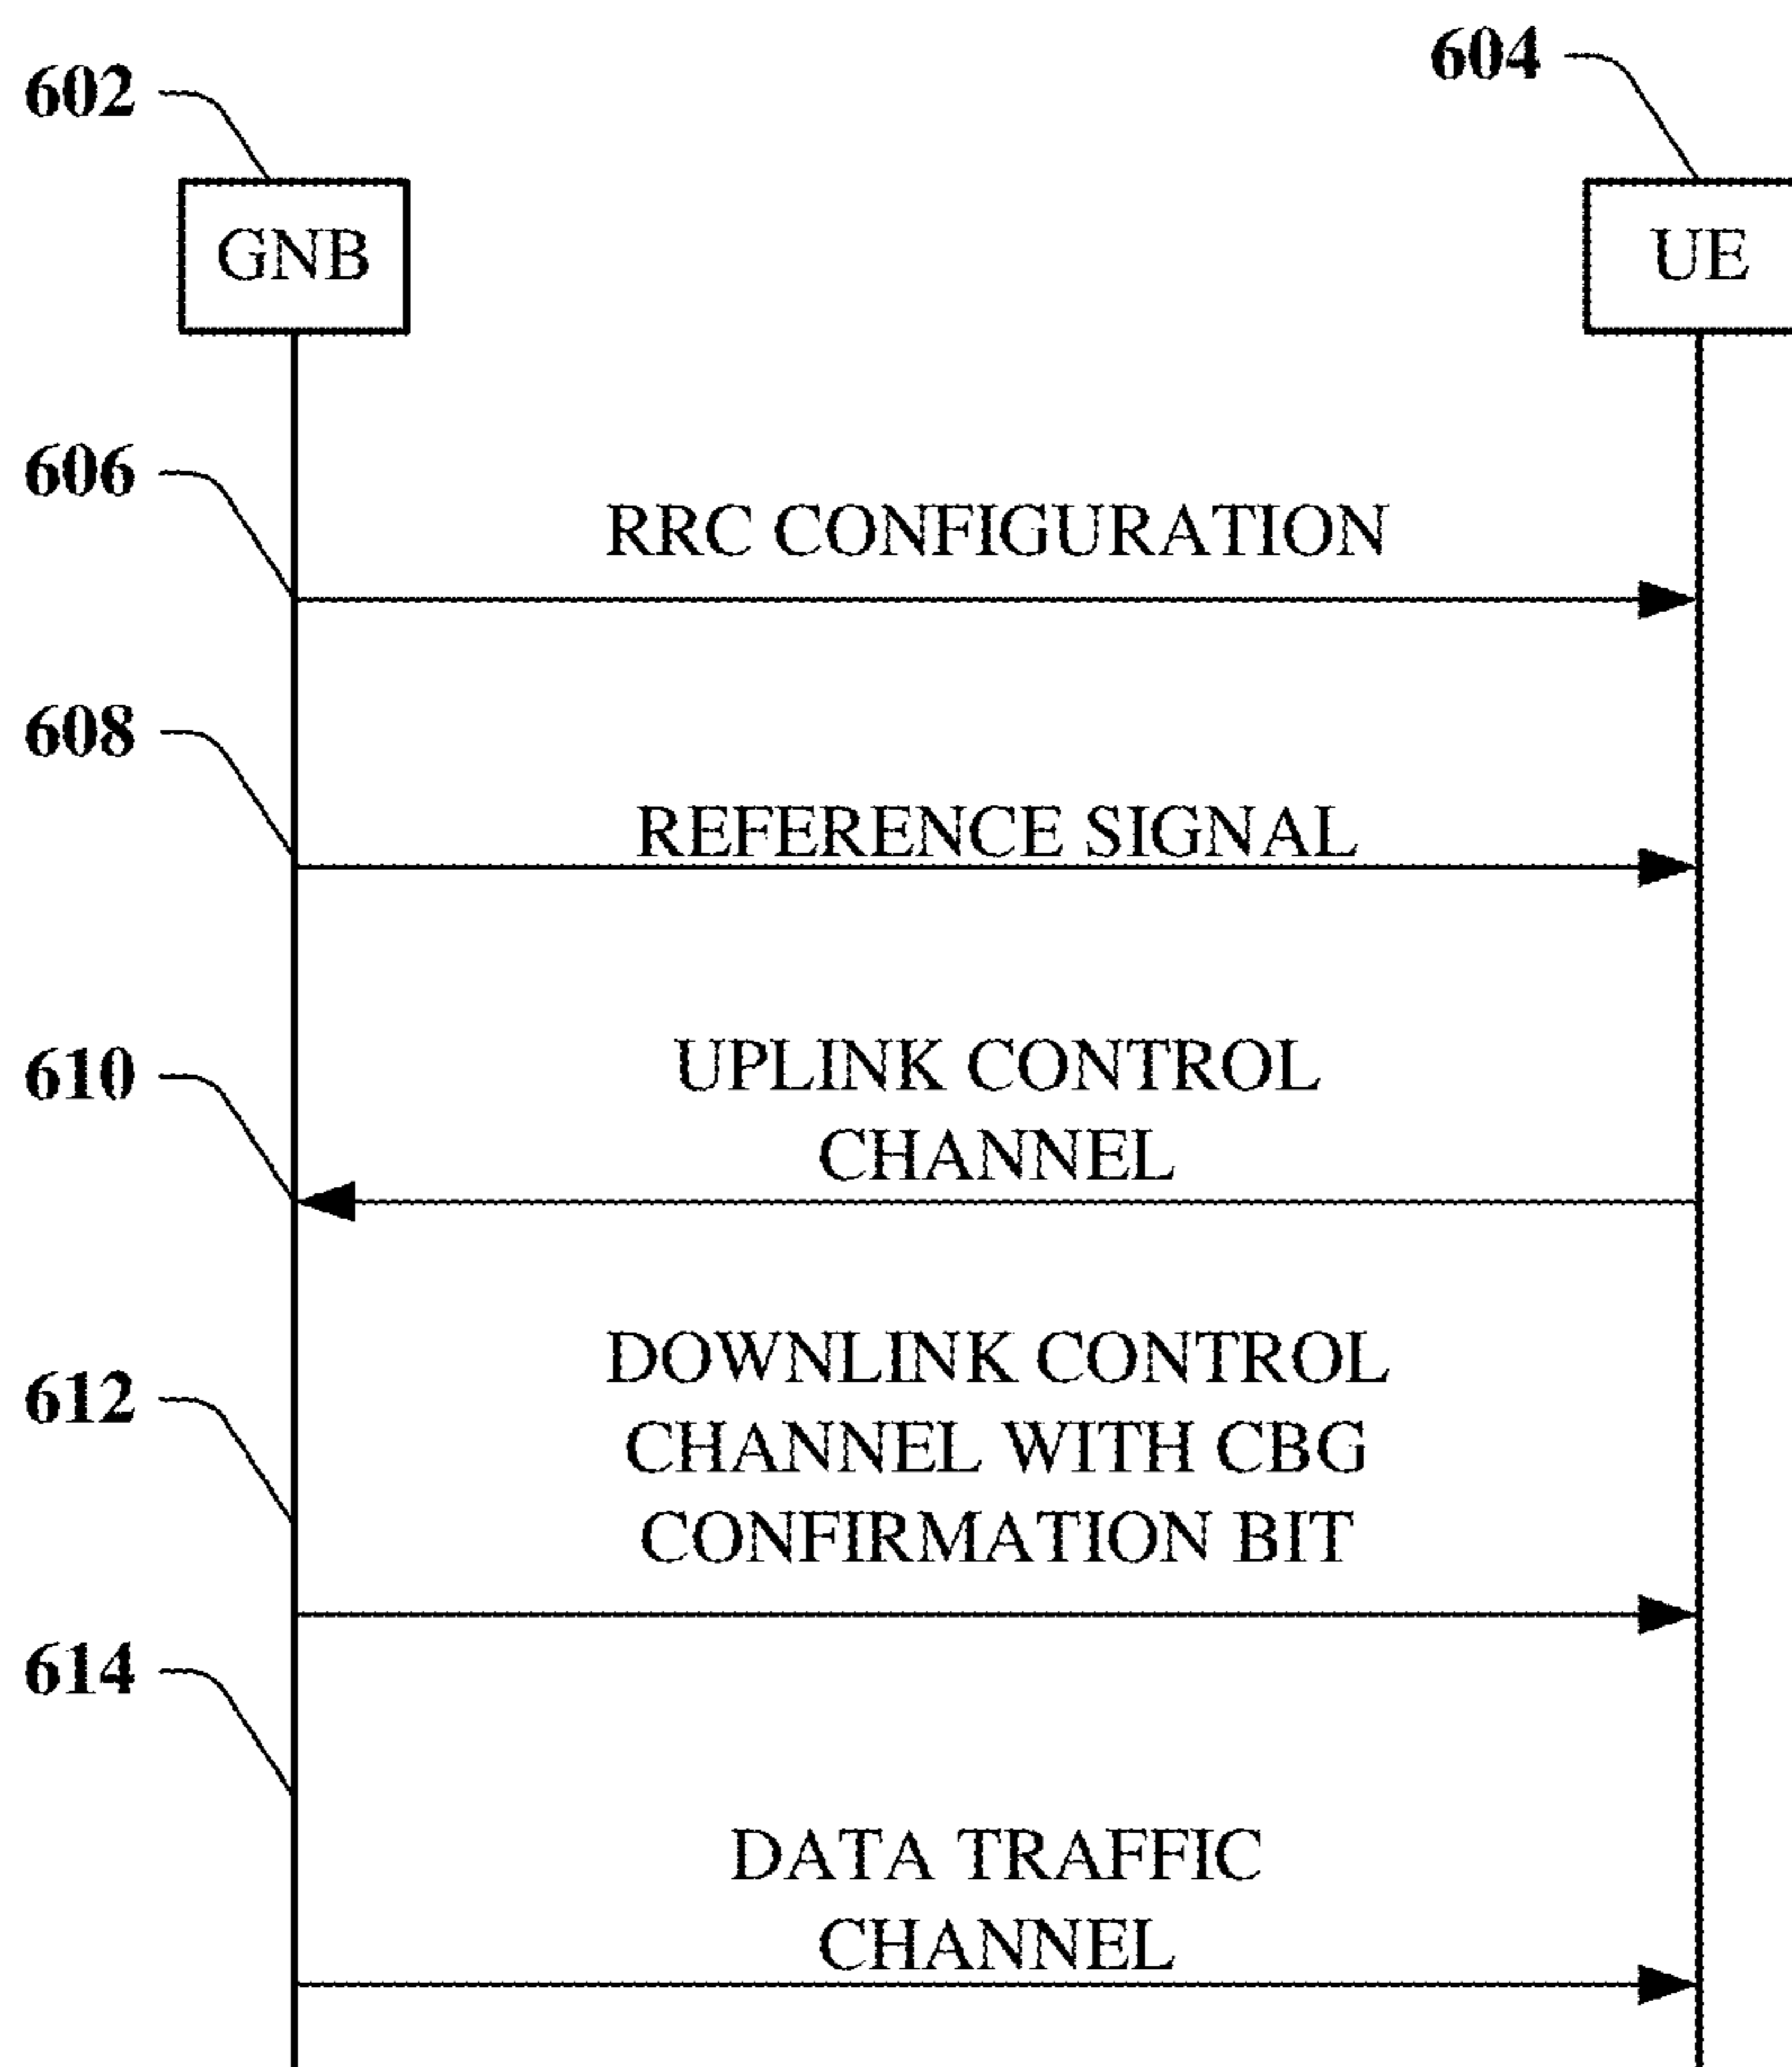 602
604
GNB
UE
606
RRC CONFIGURATION
608
REFERENCE SIGNAL
610
UPLINK CONTROL
CHANNEL
612
DOWNLINK CONTROL
CHANNEL WITH CBG
CONFIRMATION BIT
614
DATA TRAFFIC
CHANNEL